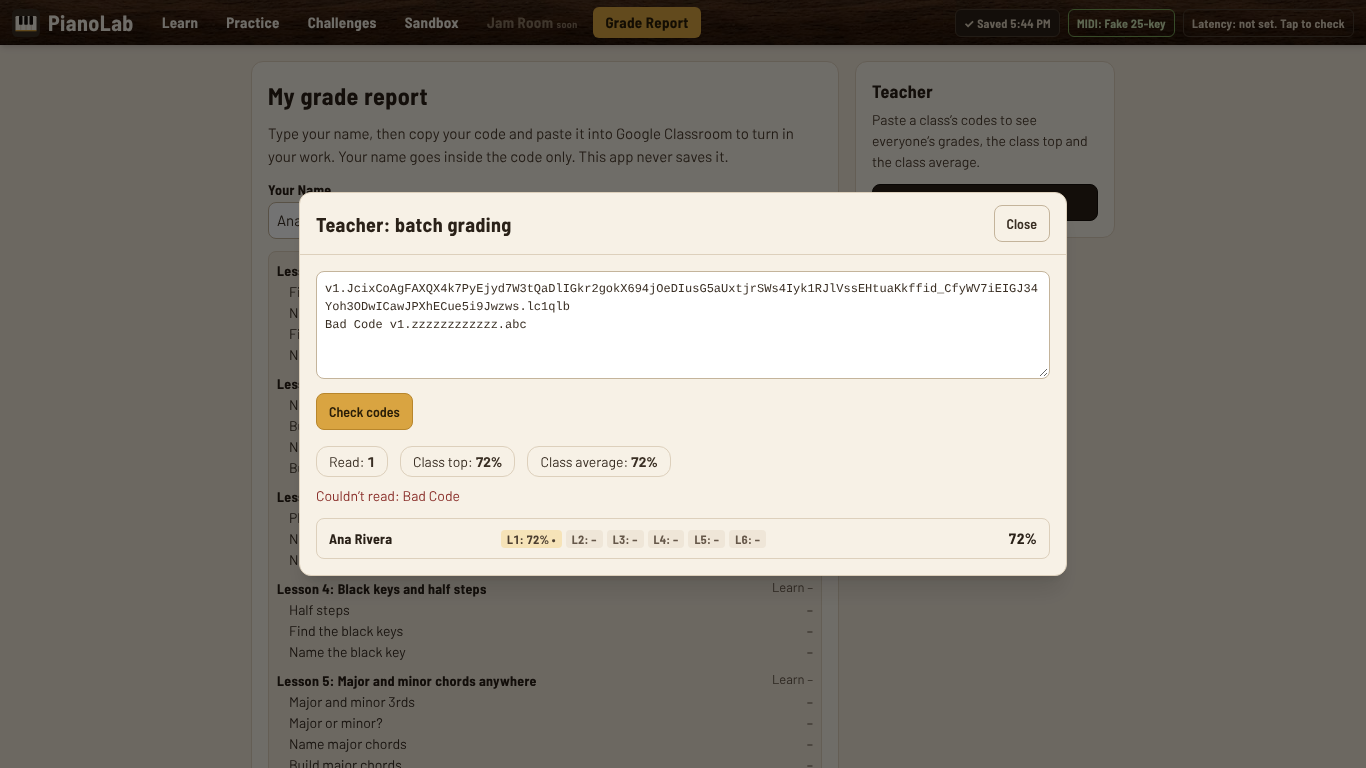 PianoLab
Learn
Practice
Challenges
Sandbox
Jam Room soon
Grade Report
✓ Saved 5:44 PM
MIDI: Fake 25-key
Latency: not set. Tap to check
My grade report
Type your name, then copy your code and paste it into Google Classroom to turn in
your work. Your name goes inside the code only. This app never saves it.
Your Name
Ana
Teacher
Paste a class's codes to see
everyone's grades, the class top and
the class average.
Teacher: batch grading
Close
v1.JcixCoAgFAXQX4k7PyEjyd7W3tQaDlIGkr2gokX694jOeDIusG5aUxtjrSWs4Iyk1RJlVssEHtuaKkffid_CfyWV7iEIGJ34
Yoh3ODwICawJPXhECue5i9Jwzws.lc1qlb
Bad Code v1.zzzzzzzzzzzz.abc
Check codes
Read: 1
Class top: 72%
Class average: 72%
Couldn't read: Bad Code
Ana Rivera
L1: 72% •
L2: –
L3: –
L4: –
L5: –
L6: –
72%
Lesson 4: Black keys and half steps
Learn –
Half steps
–
Find the black keys
–
Name the black key
–
Lesson 5: Major and minor chords anywhere
Learn –
Major and minor 3rds
–
Major or minor?
–
Name major chords
–
Build major chords
–